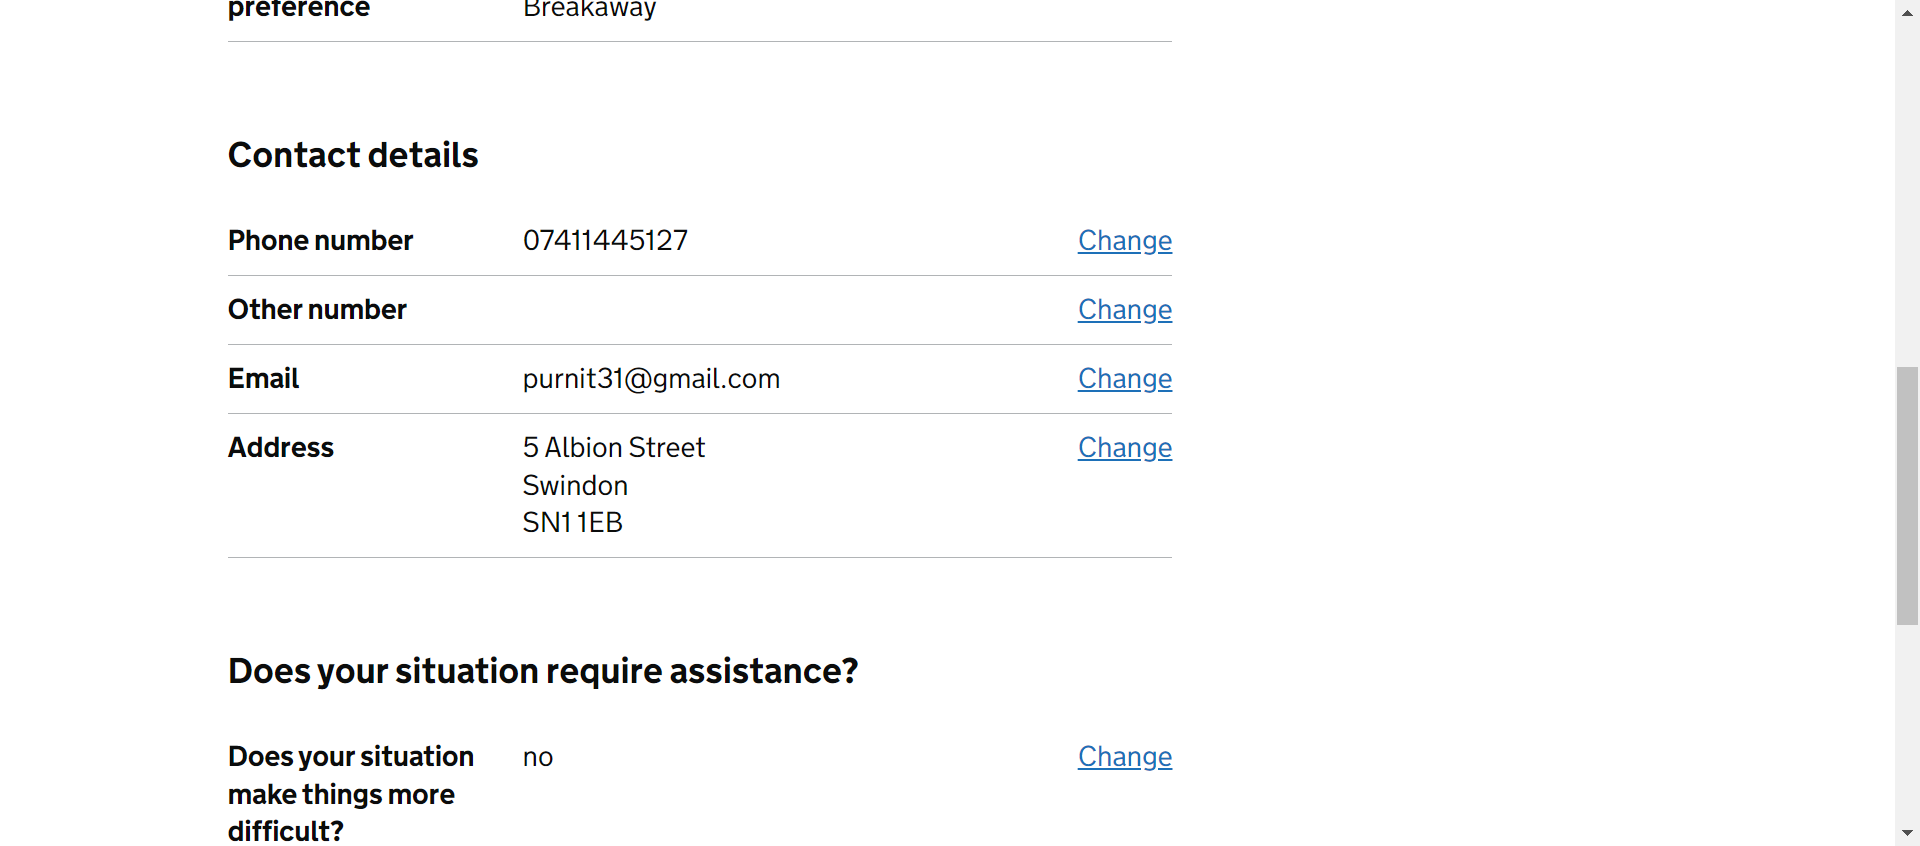 preference Breakaway
Contact details
Phone number 07411445127 Change
Other number Change
Email purnit31@gmail.com Change
Address 5 Albion Street Change
Swindon
SN1 1EB
Does your situation require assistance?
Does your situation no Change
make things more
difficult?